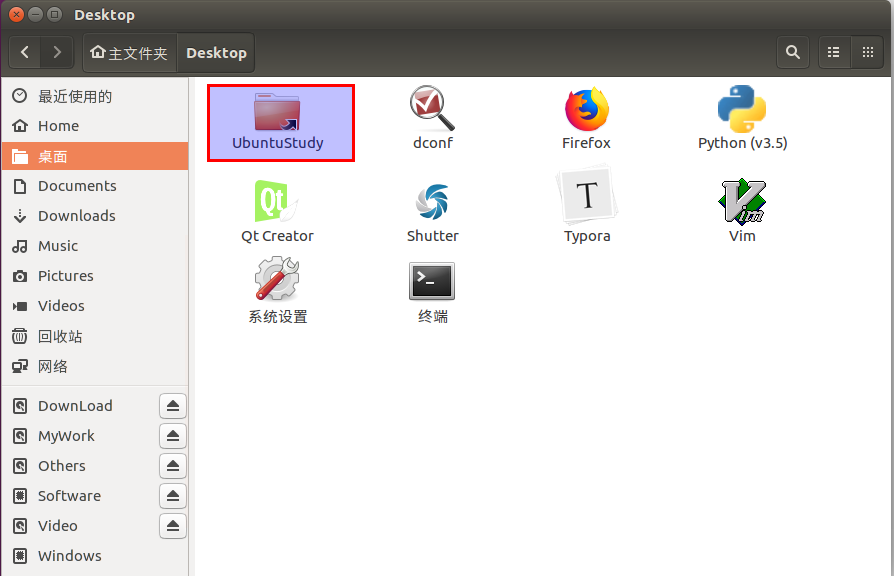 Desktop
主文件夹
Desktop
最近使用的
Home
桌面
Documents
Downloads
Music
Pictures
Videos
回收站
网络
DownLoad
MyWork
Others
Software
Video
Windows
UbuntuStudy
dconf
Firefox
Python (v3.5)
Qt
Qt Creator
Shutter
T
Typora
Vim
Vim
系统设置
>_
终端